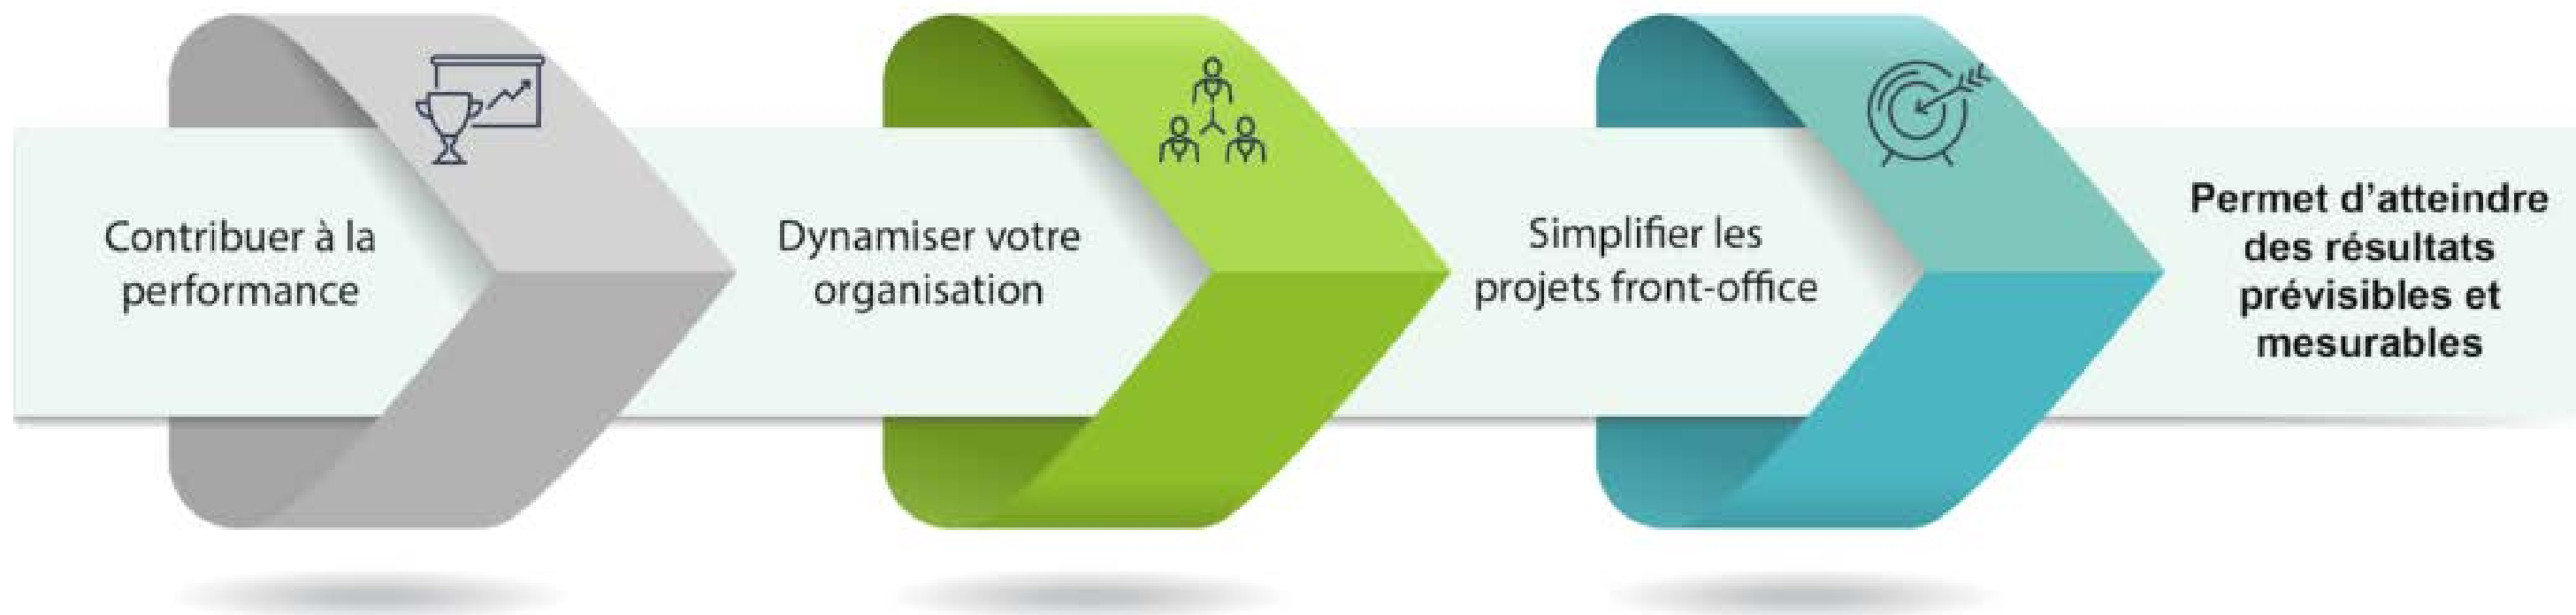 Contribuer à la
performance
Dynamiser votre
organisation
Simplifier les
projets front-office
Permet d’atteindre
des résultats
prévisibles et
mesurables